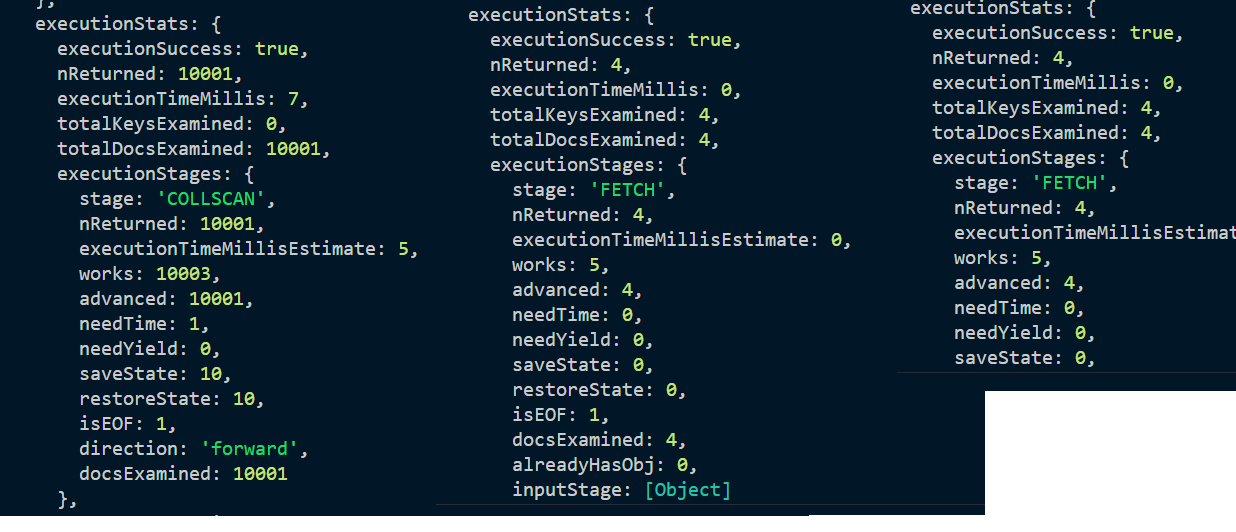 },
executionStats: {
executionSuccess: true,
nReturned: 10001,
executionTimeMillis: 7,
totalKeysExamined: 0,
totalDocsExamined: 10001,
executionStages: {
stage: 'COLLSCAN',
nReturned: 10001,
executionTimeMillisEstimate: 5,
works: 10003,
advanced: 10001,
needTime: 1,
needYield: 0,
saveState: 10,
restoreState: 10,
isEOF: 1,
direction: 'forward',
docsExamined: 10001
},
executionStats: {
executionSuccess: true,
nReturned: 4,
executionTimeMillis: 0,
totalKeysExamined: 4,
totalDocsExamined: 4,
executionStages: {
stage: 'FETCH',
nReturned: 4,
executionTimeMillisEstimate: 0,
works: 5,
advanced: 4,
needTime: 0,
needYield: 0,
saveState: 0,
restoreState: 0,
isEOF: 1,
docsExamined: 4,
alreadyHasObj: 0,
inputStage: [Object]
executionStats: {
executionSuccess: true,
nReturned: 4,
executionTimeMillis: 0,
totalKeysExamined: 4,
totalDocsExamined: 4,
executionStages: {
stage: 'FETCH',
nReturned: 4,
executionTimeMillisEstimat
works: 5,
advanced: 4,
needTime: 0,
needYield: 0,
saveState: 0,